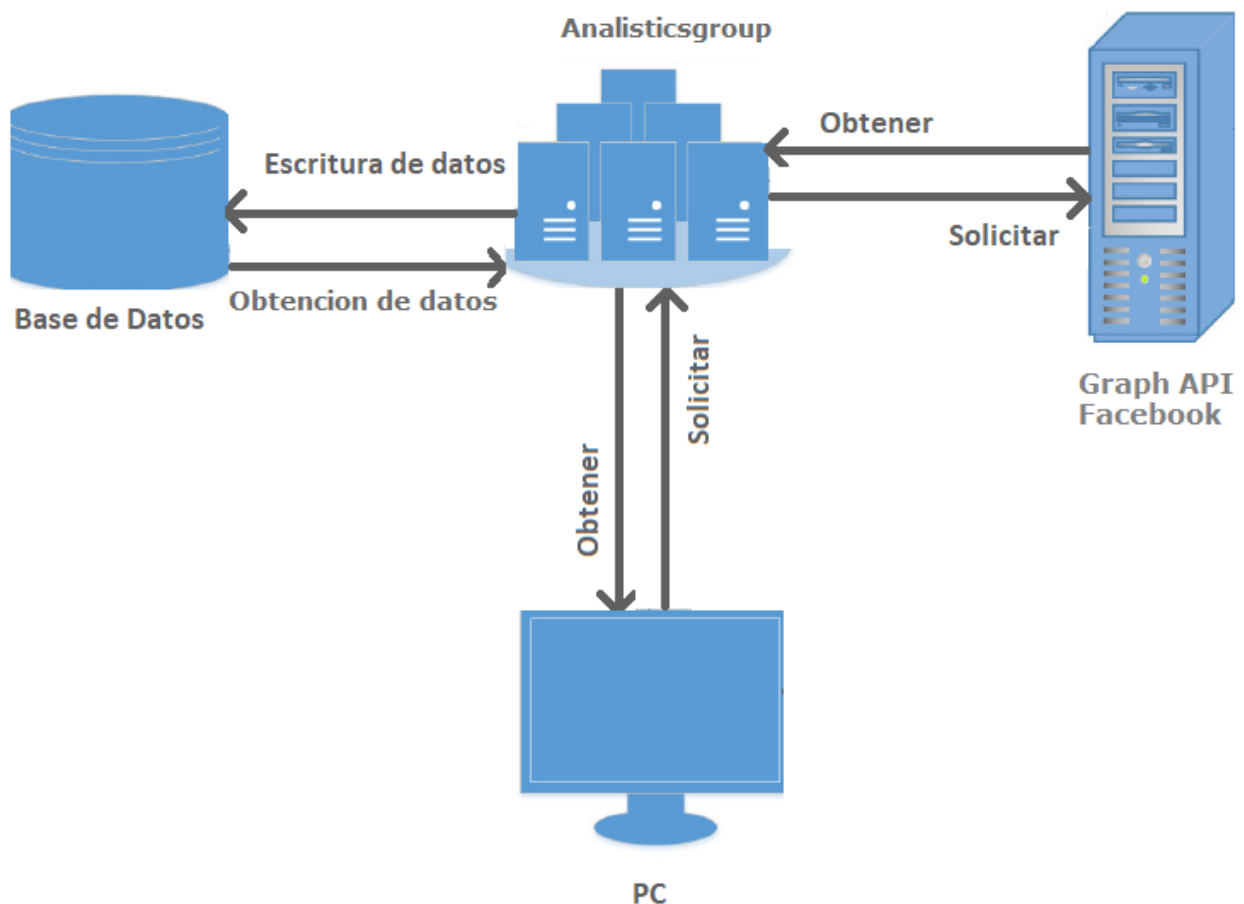 Analisticsgroup
Obtener
Escritura de datos
Solicitar
Obtencion de datos
Base de Datos
Solicitar
Graph API
Facebook
Obtener
PC